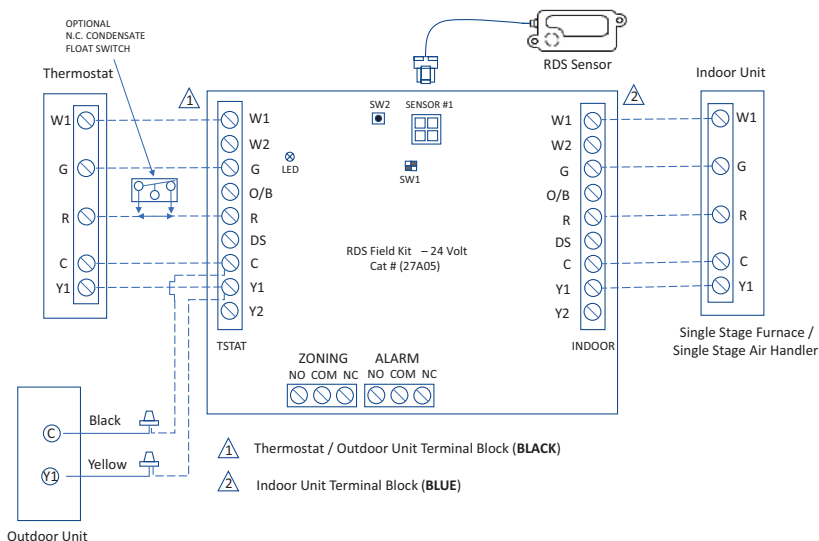 OPTIONAL
N.C. CONDENSATE
FLOAT SWITCH
Thermostat
RDS Sensor
Indoor Unit
1
2
W1
G
R
C
Y1
W1
W2
G
O/B
R
DS
C
Y1
Y2
TSTAT
LED
SW2
SENSOR #1
SW1
RDS Field Kit – 24 Volt
Cat # (27A05)
W1
W2
G
O/B
R
DS
C
Y1
Y2
INDOOR
W1
G
R
C
Y1
Single Stage Furnace /
Single Stage Air Handler
ZONING
NO COM NC
ALARM
NO COM NC
C
Black
Y1
Yellow
Outdoor Unit
1 Thermostat / Outdoor Unit Terminal Block (BLACK)
2 Indoor Unit Terminal Block (BLUE)